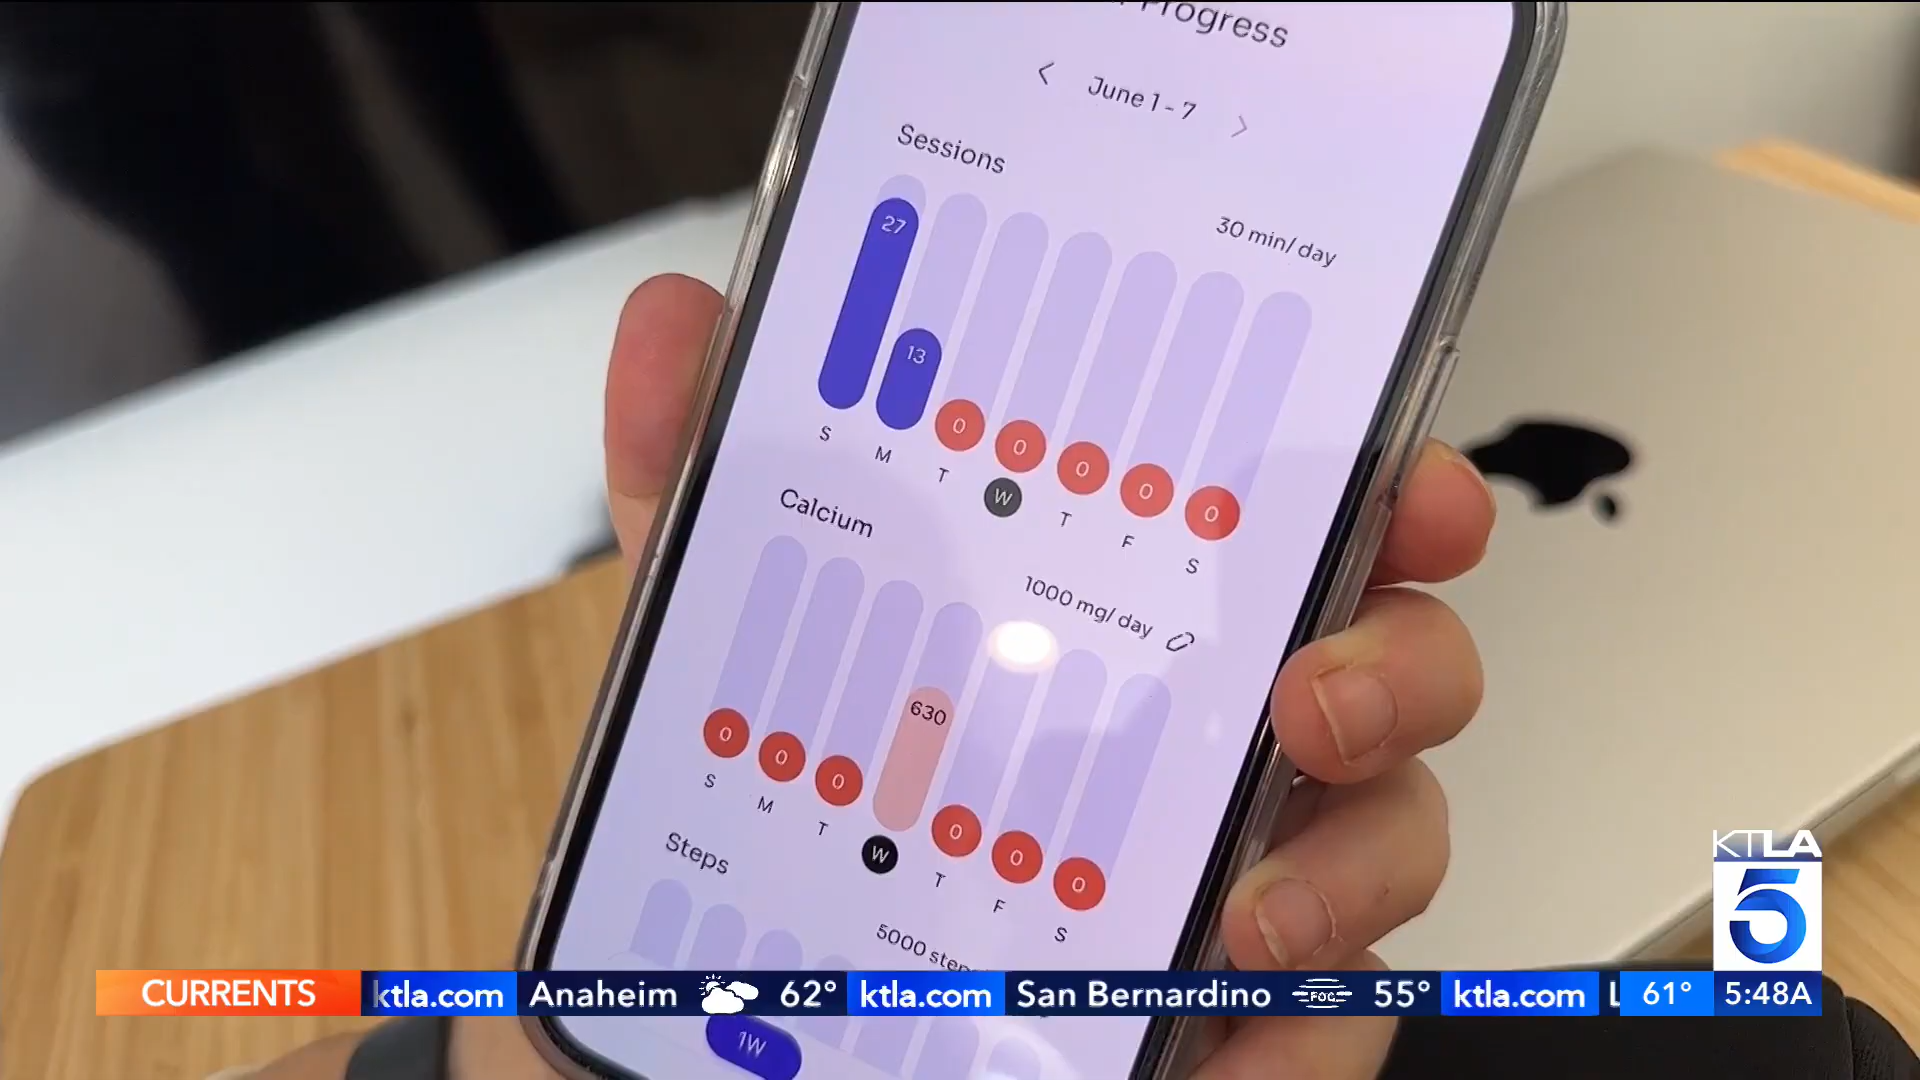 Progress
< June 1 - 7 >
Sessions
30 min/ day
27
13
0
0
0
0
0
S
M
T
W
T
F
S
Calcium
1000 mg/ day
630
0
0
0
0
0
0
S
M
T
W
T
F
S
Steps
5000
1W
KTLA
5
CURRENTS ktla.com Anaheim 62° ktla.com San Bernardino FOG 55° ktla.com L 61° 5:48A